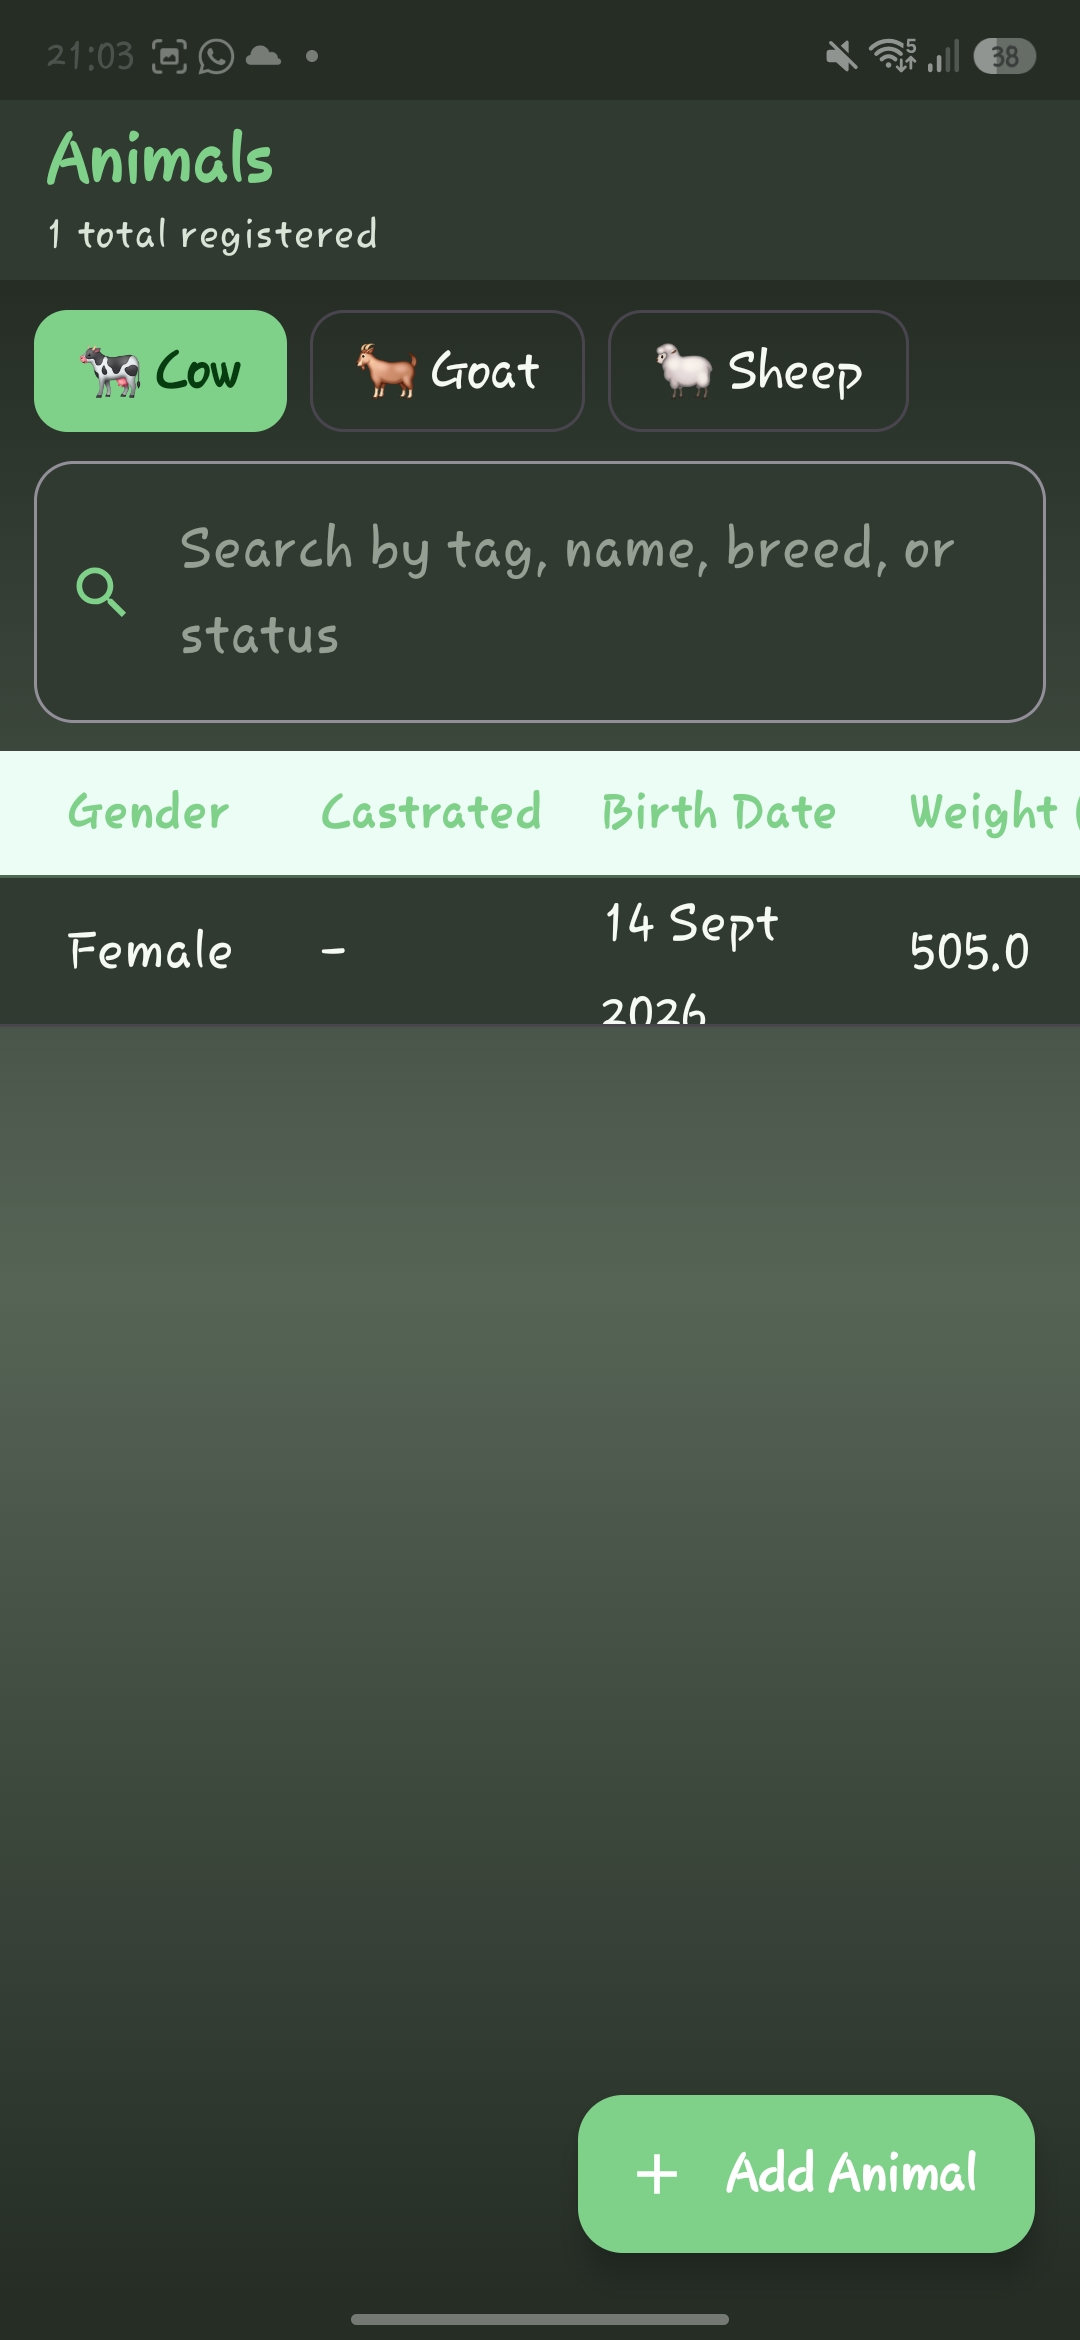 21:03
5
38
Animals
1 total registered
Cow
Goat
Sheep
Search by tag, name, breed, or
status
Gender Castrated Birth Date Weight (
Female - 14 Sept 505.0
2026
+ Add Animal